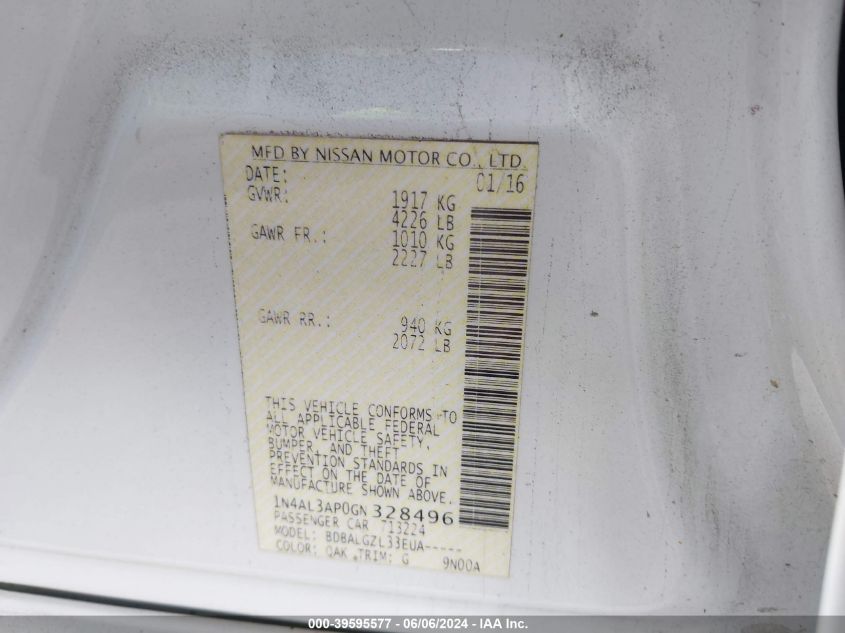 MFD BY NISSAN MOTOR CO., LTD.
DATE: 01/16
GVWR: 1917 KG
4226 LB
GAWR FR.: 1010 KG
2227 LB
GAWR RR.: 940 KG
2072 LB
THIS VEHICLE CONFORMS TO
ALL APPLICABLE FEDERAL
MOTOR VEHICLE SAFETY,
BUMPER, AND THEFT
PREVENTION STANDARDS IN
EFFECT ON THE DATE OF
MANUFACTURE SHOWN ABOVE.
1N4AL3AP0GN328496
PASSENGER CAR 713224
MODEL: BDBALGZL33EUA-----
COLOR: QAK TRIM: G 9N00A
000-39595577 - 06/06/2024 - IAA Inc.